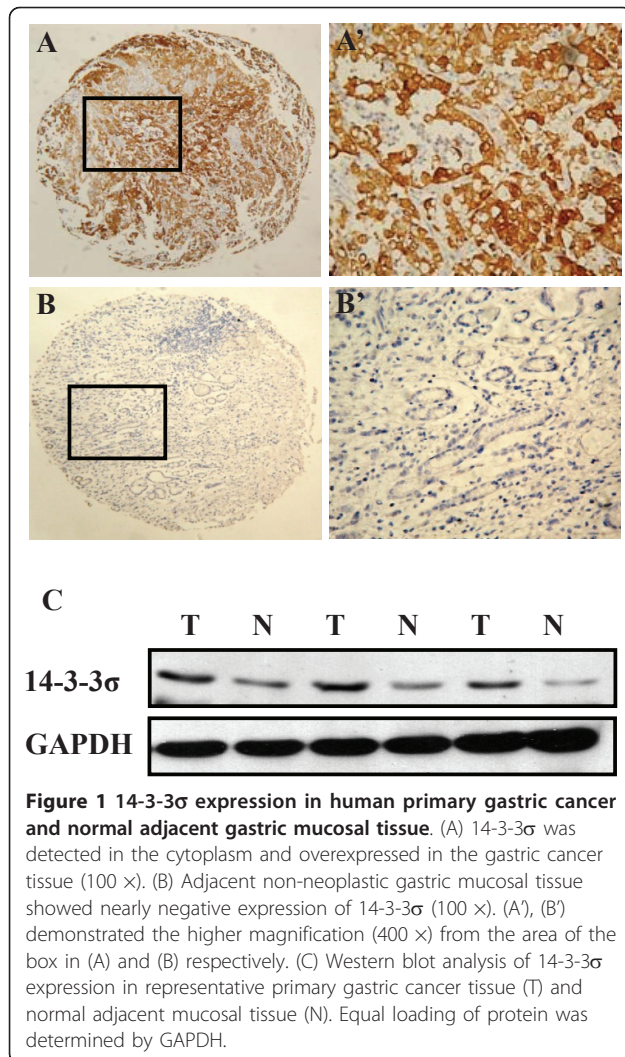 A
A'
B
B'
C
T N T N T N
14-3-3σ
GAPDH
Figure 1 14-3-3σ expression in human primary gastric cancer
and normal adjacent gastric mucosal tissue. (A) 14-3-3σ was
detected in the cytoplasm and overexpressed in the gastric cancer
tissue (100 ×). (B) Adjacent non-neoplastic gastric mucosal tissue
showed nearly negative expression of 14-3-3σ (100 ×). (A'), (B')
demonstrated the higher magnification (400 ×) from the area of the
box in (A) and (B) respectively. (C) Western blot analysis of 14-3-3σ
expression in representative primary gastric cancer tissue (T) and
normal adjacent mucosal tissue (N). Equal loading of protein was
determined by GAPDH.